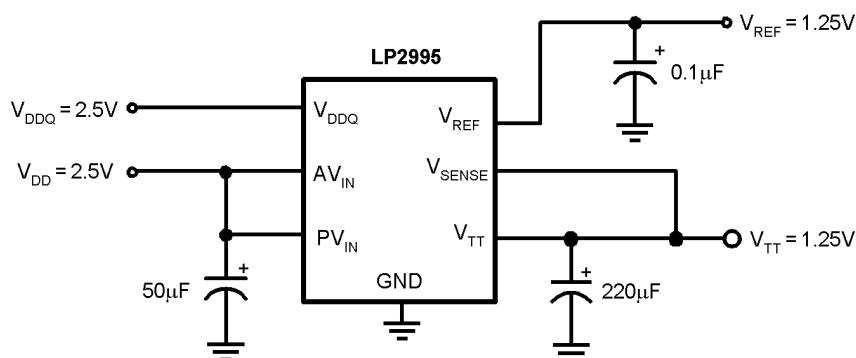 LP2995
V_DDQ = 2.5V
V_DD = 2.5V
V_DDQ
AV_IN
PV_IN
GND
V_REF
V_SENSE
V_TT
V_REF = 1.25V
+
0.1µF
V_TT = 1.25V
+
220µF
+
50µF